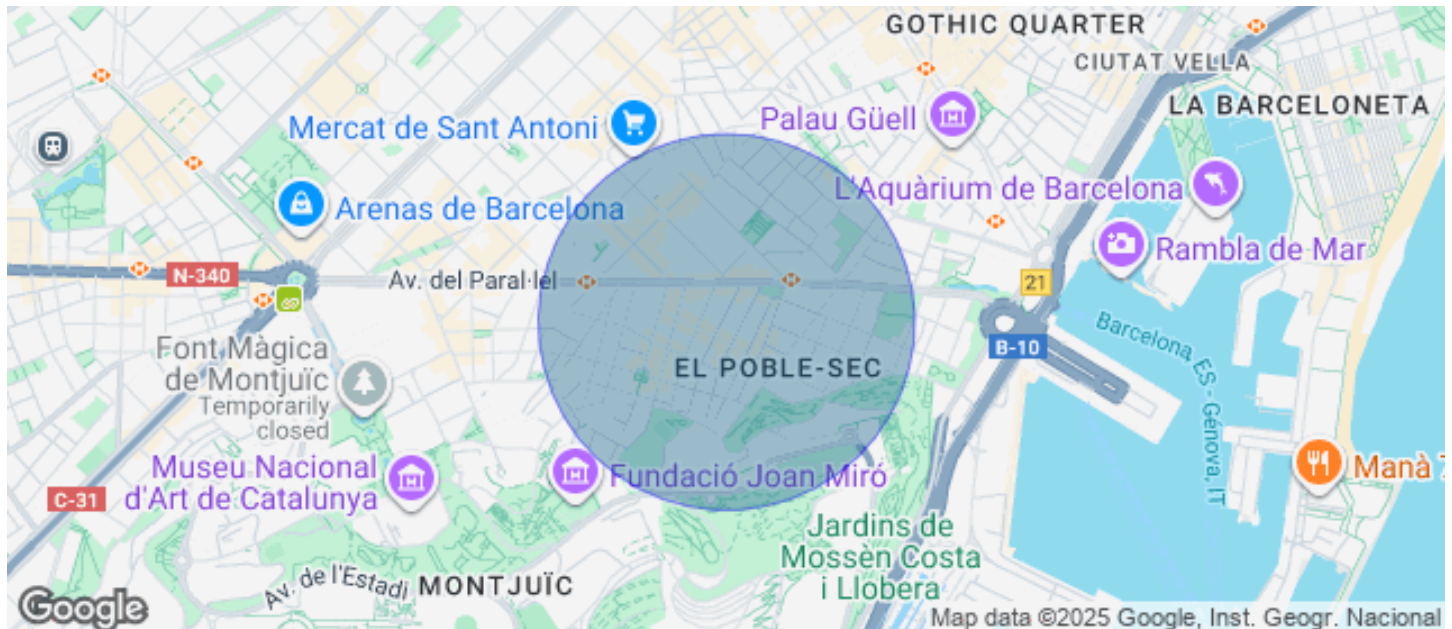 GOTHIC QUARTER
CIUTAT VELLA
LA BARCELONETA
Mercat de Sant Antoni
Palau Güell
L'Aquàrium de Barcelona
Arenas de Barcelona
Rambla de Mar
N-340
Av. del Paral·lel
21
B-10
Barcelona, ES - Génova, IT
Font Màgica
de Montjuïc
Temporarily
closed
EL POBLE-SEC
Museu Nacional
d'Art de Catalunya
Fundació Joan Miró
Manà T
C-31
Jardins de
Mossèn Costa
i Llobera
Av. de l'Estadi
MONTJUÏC
Google
Map data ©2025 Google, Inst. Geogr. Nacional